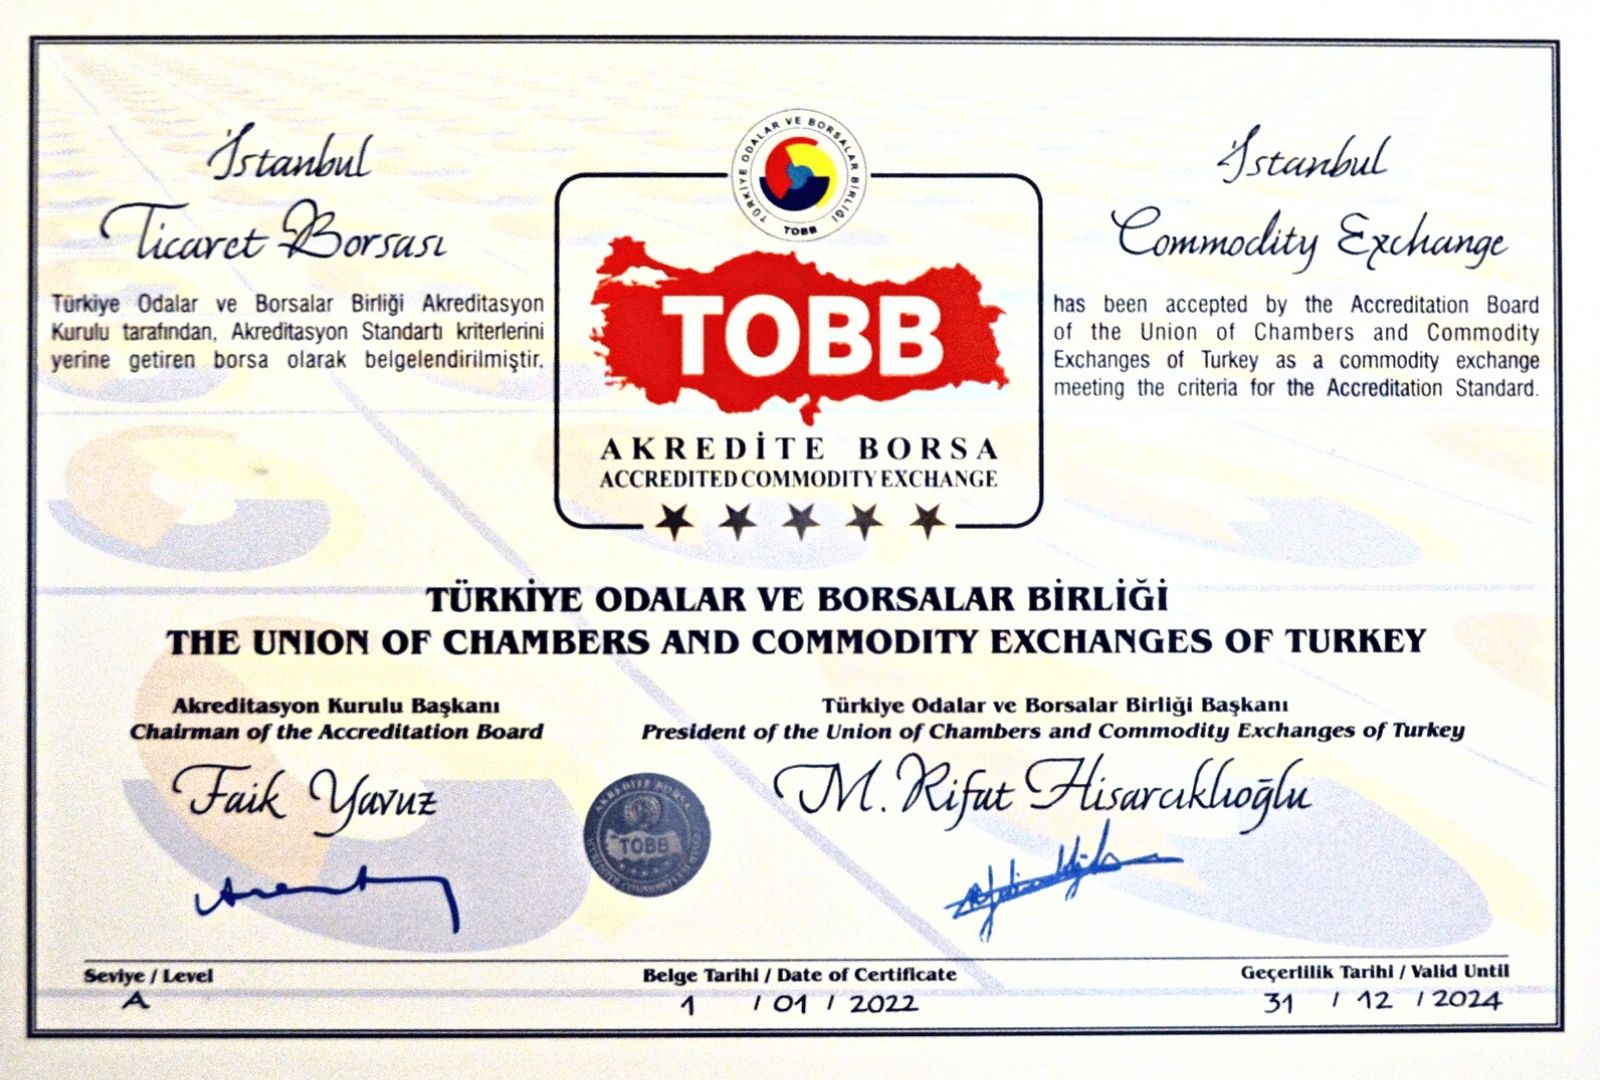 İstanbul
Ticaret Borsası
Türkiye Odalar ve Borsalar Birliği Akreditasyon
Kurulu tarafından, Akreditasyon Standartı kriterlerini
yerine getiren borsa olarak belgelendirilmiştir.
TÜRKİYE ODALAR VE BORSALAR BİRLİĞİ
TOBB
TOBB
AKREDİTE BORSA
ACCREDITED COMMODITY EXCHANGE
İstanbul
Commodity Exchange
has been accepted by the Accreditation Board
of the Union of Chambers and Commodity
Exchanges of Turkey as a commodity exchange
meeting the criteria for the Accreditation Standard.
TÜRKİYE ODALAR VE BORSALAR BİRLİĞİ
THE UNION OF CHAMBERS AND COMMODITY EXCHANGES OF TURKEY
Akreditasyon Kurulu Başkanı
Chairman of the Accreditation Board
Faik Yavuz
AKREDİTE BORSA
TOBB
ACCREDITED COMMODITY EXCHANGE
Türkiye Odalar ve Borsalar Birliği Başkanı
President of the Union of Chambers and Commodity Exchanges of Turkey
M. Rifat Hisarcıklıoğlu
Seviye / Level
A
Belge Tarihi / Date of Certificate
1 / 01 / 2022
Geçerlilik Tarihi / Valid Until
31 / 12 / 2024